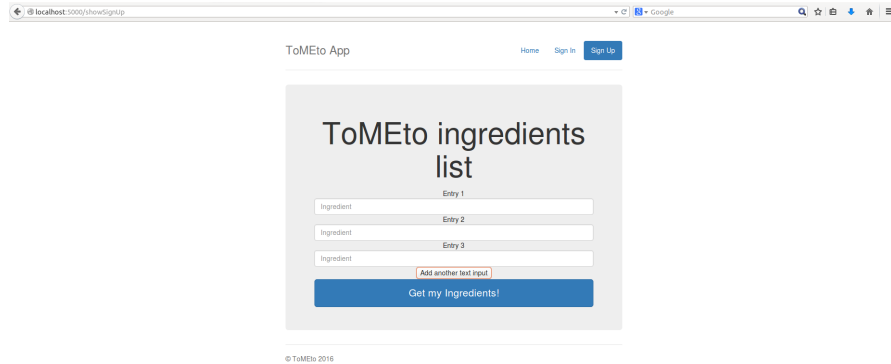 localhost:5000/showSignUp
Google
ToMEto App
Home Sign In Sign Up
ToMEto ingredients
list
Entry 1
Ingredient
Entry 2
Ingredient
Entry 3
Ingredient
Add another text input
Get my Ingredients!
© ToMEto 2016